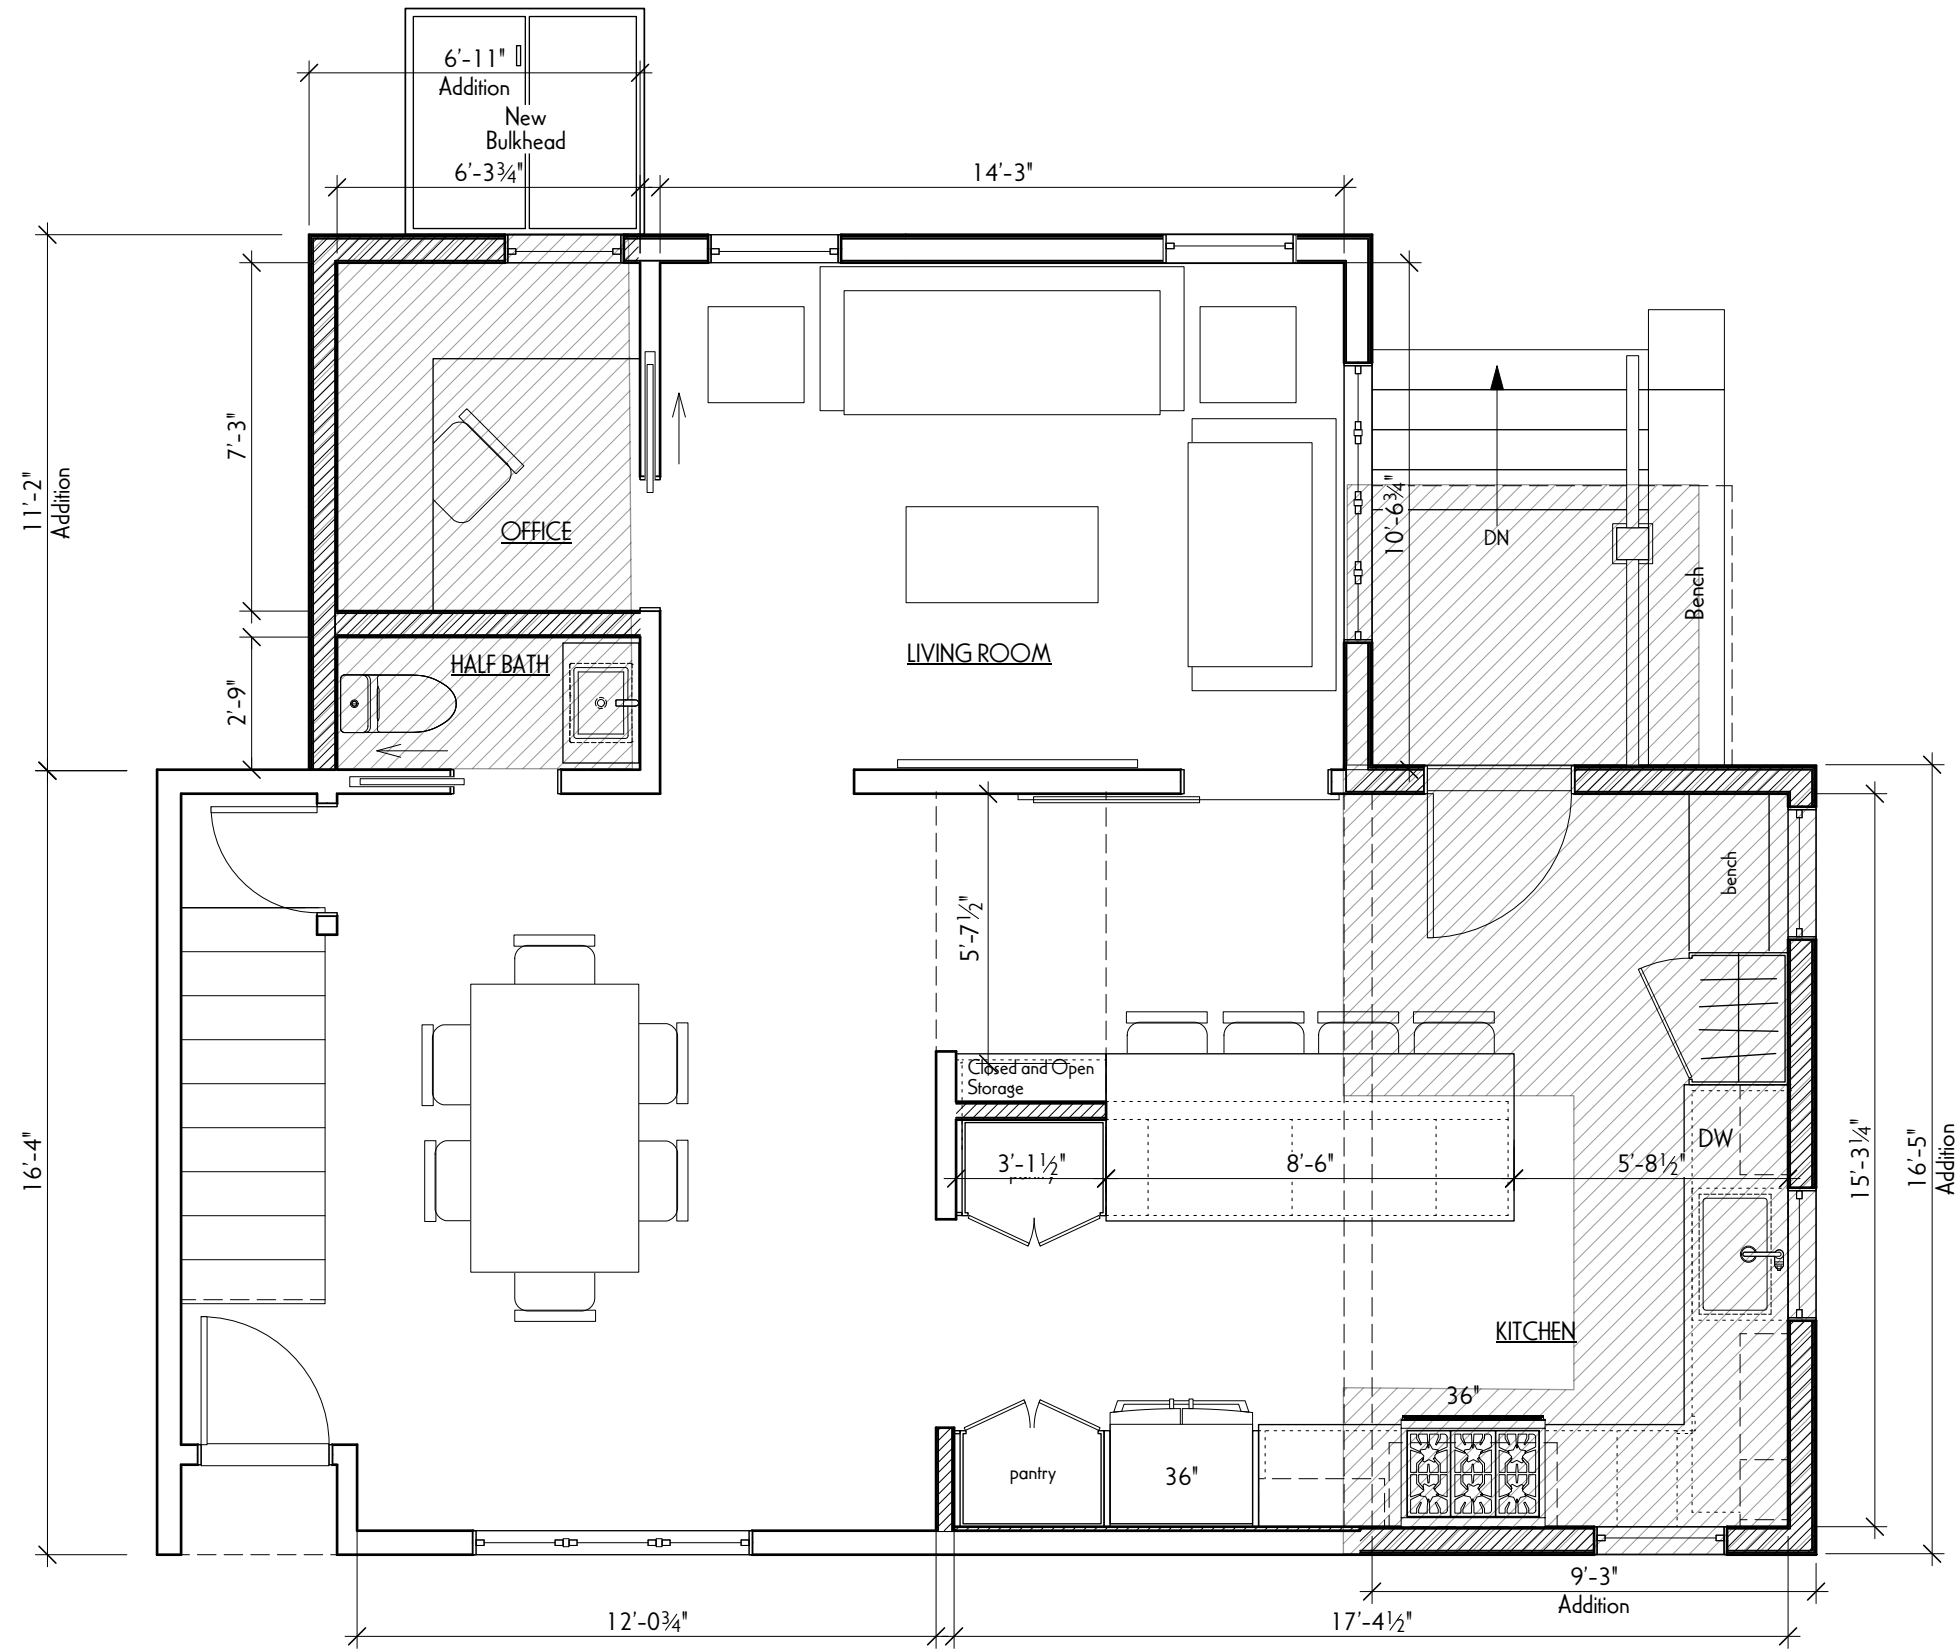 6'-11"
Addition
New
Bulkhead
6'-3¾"
14'-3"
7'-3"
11'-2"
Addition
OFFICE
10'-6¾"
DN
Bench
HALF BATH
LIVING ROOM
2'-9"
5'-7½"
bench
Closed and Open
Storage
16'-4"
DW
3'-1½"
8'-6"
5'-8½"
15'-3¼"
16'-5"
Addition
KITCHEN
36"
pantry
36"
9'-3"
Addition
12'-0¾"
17'-4½"